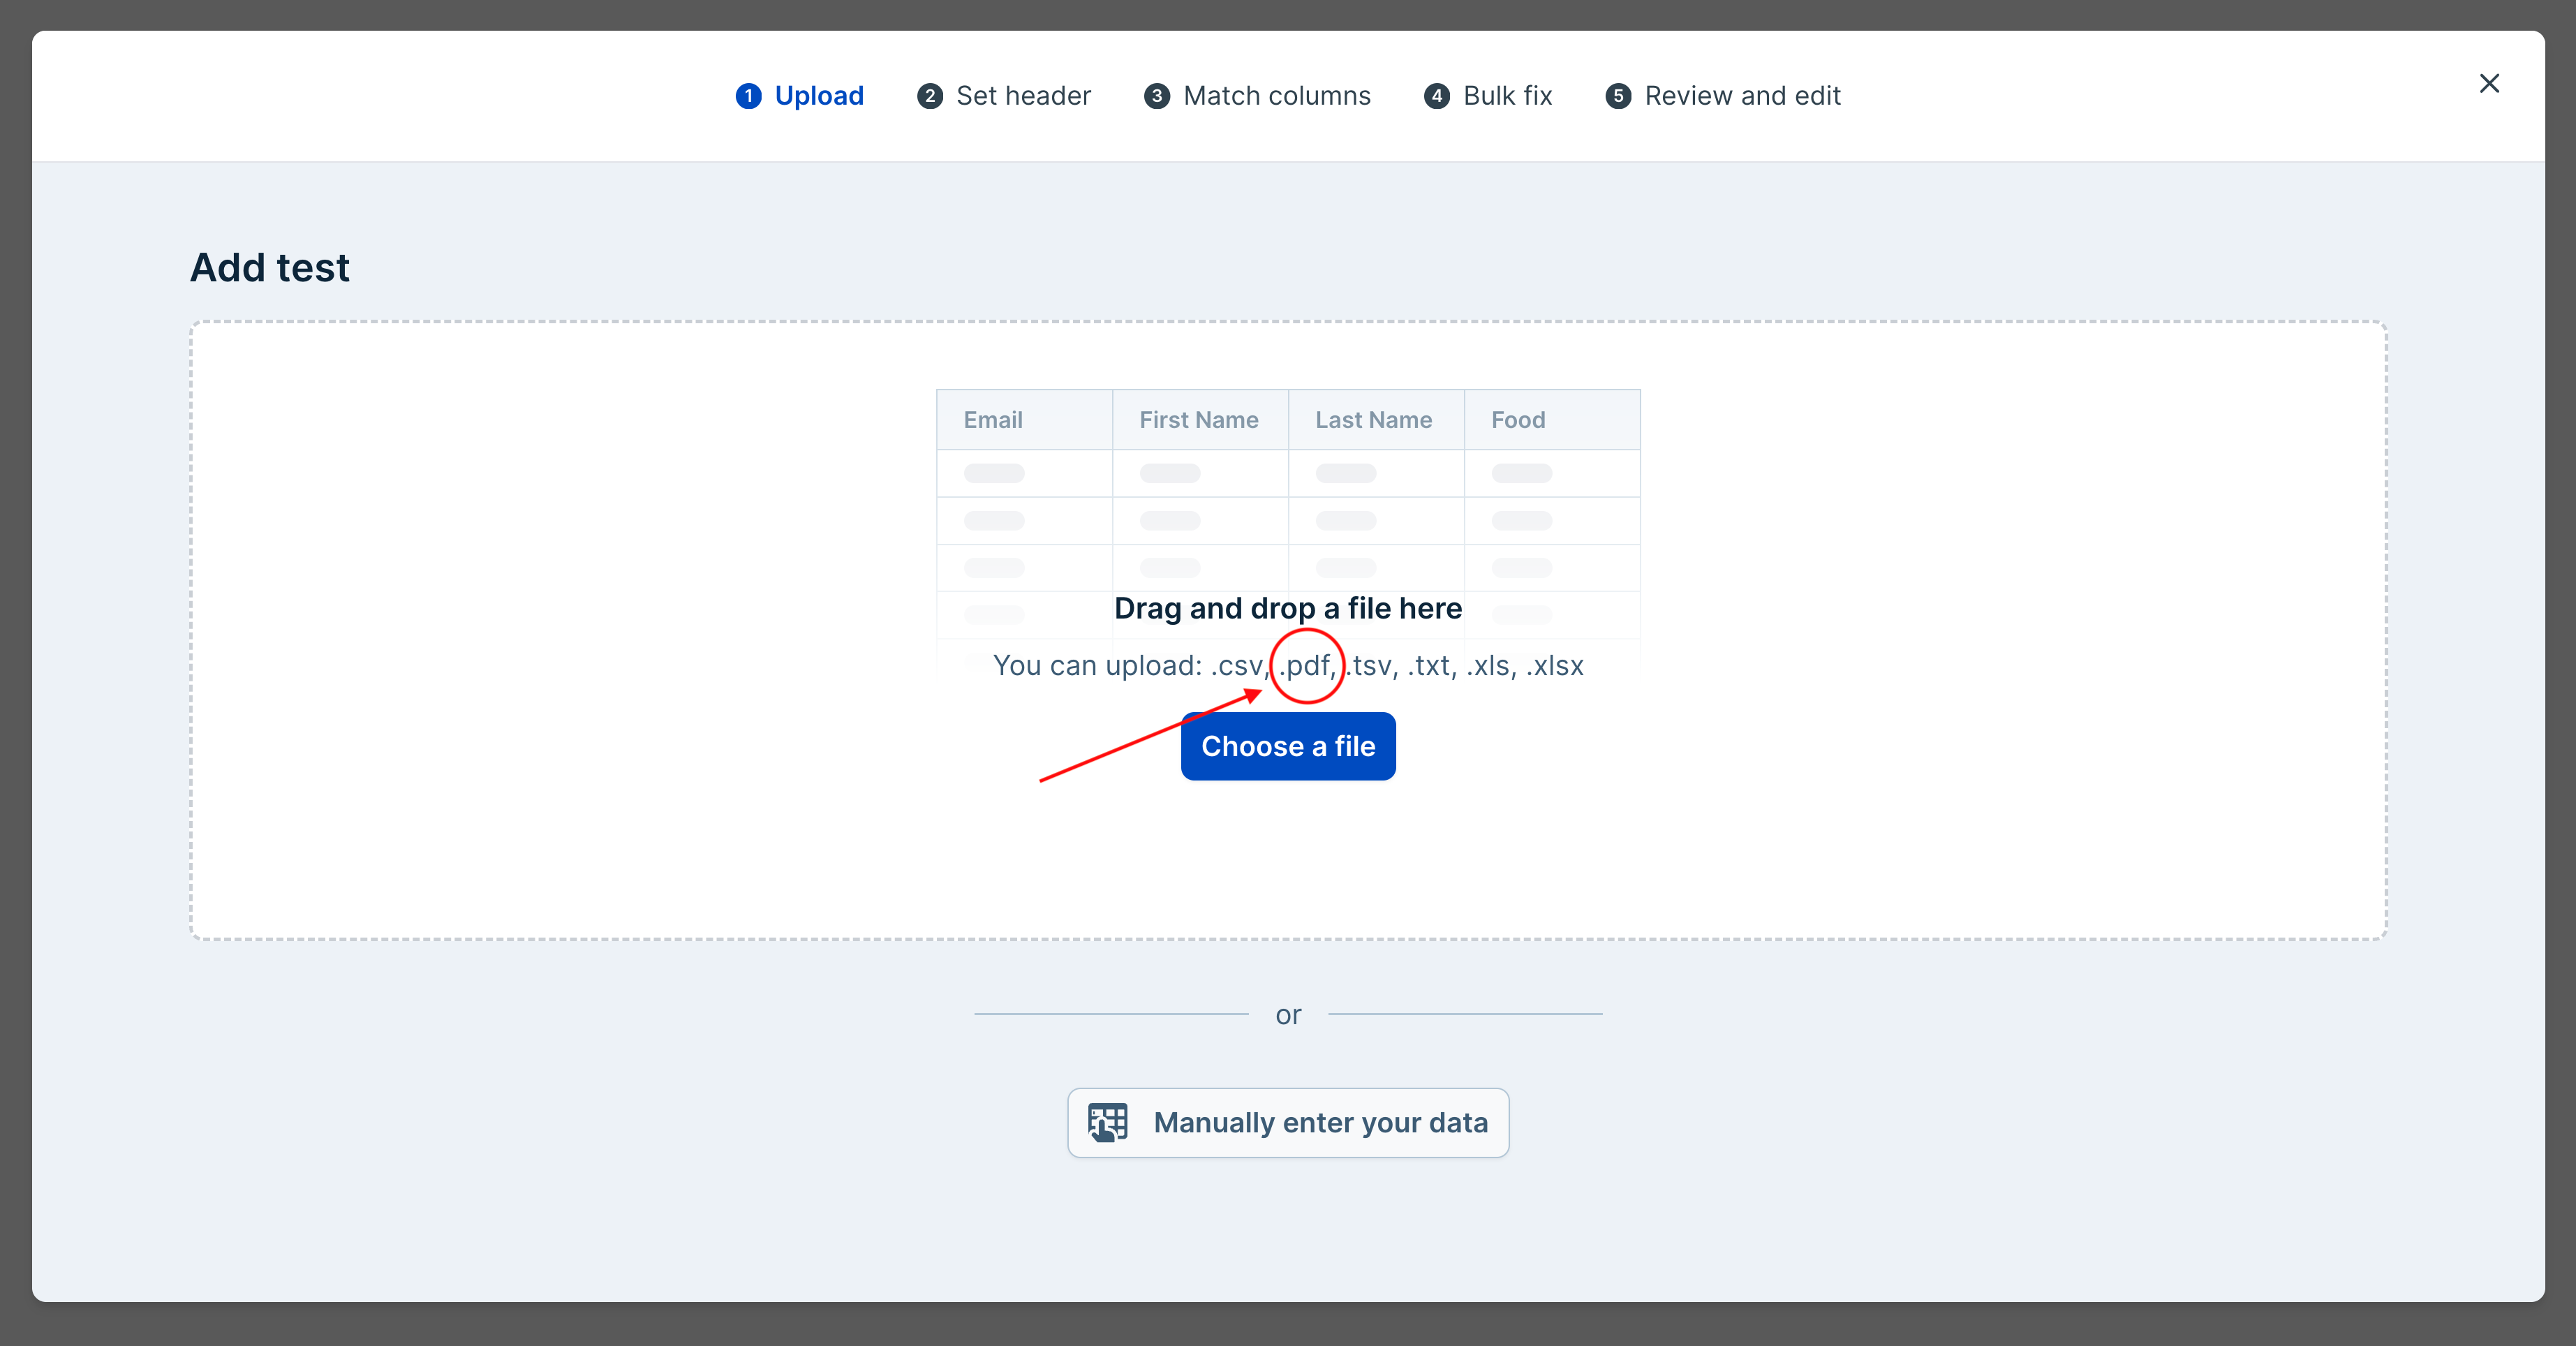 1 Upload 2 Set header 3 Match columns 4 Bulk fix 5 Review and edit
Add test
Email First Name Last Name Food
Drag and drop a file here
You can upload: .csv, .pdf, .tsv, .txt, .xls, .xlsx
Choose a file
or
Manually enter your data